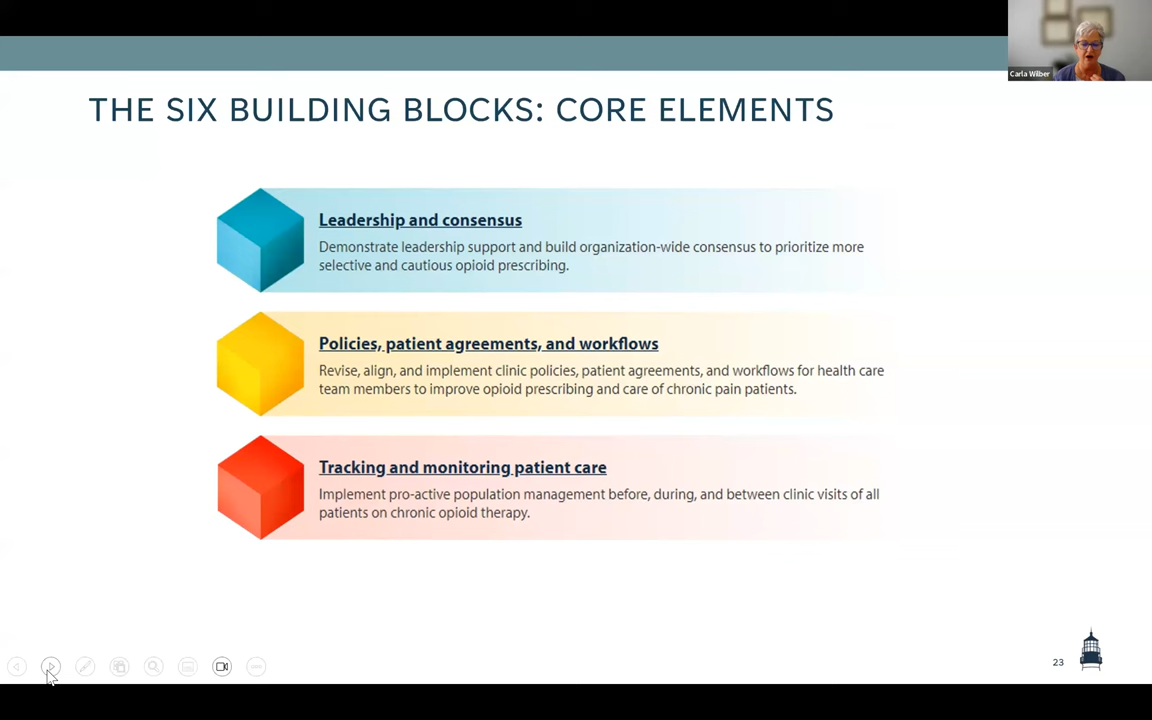 Carla Wilber
THE SIX BUILDING BLOCKS: CORE ELEMENTS
Leadership and consensus
Demonstrate leadership support and build organization-wide consensus to prioritize more
selective and cautious opioid prescribing.
Policies, patient agreements, and workflows
Revise, align, and implement clinic policies, patient agreements, and workflows for health care
team members to improve opioid prescribing and care of chronic pain patients.
Tracking and monitoring patient care
Implement pro-active population management before, during, and between clinic visits of all
patients on chronic opioid therapy.
23